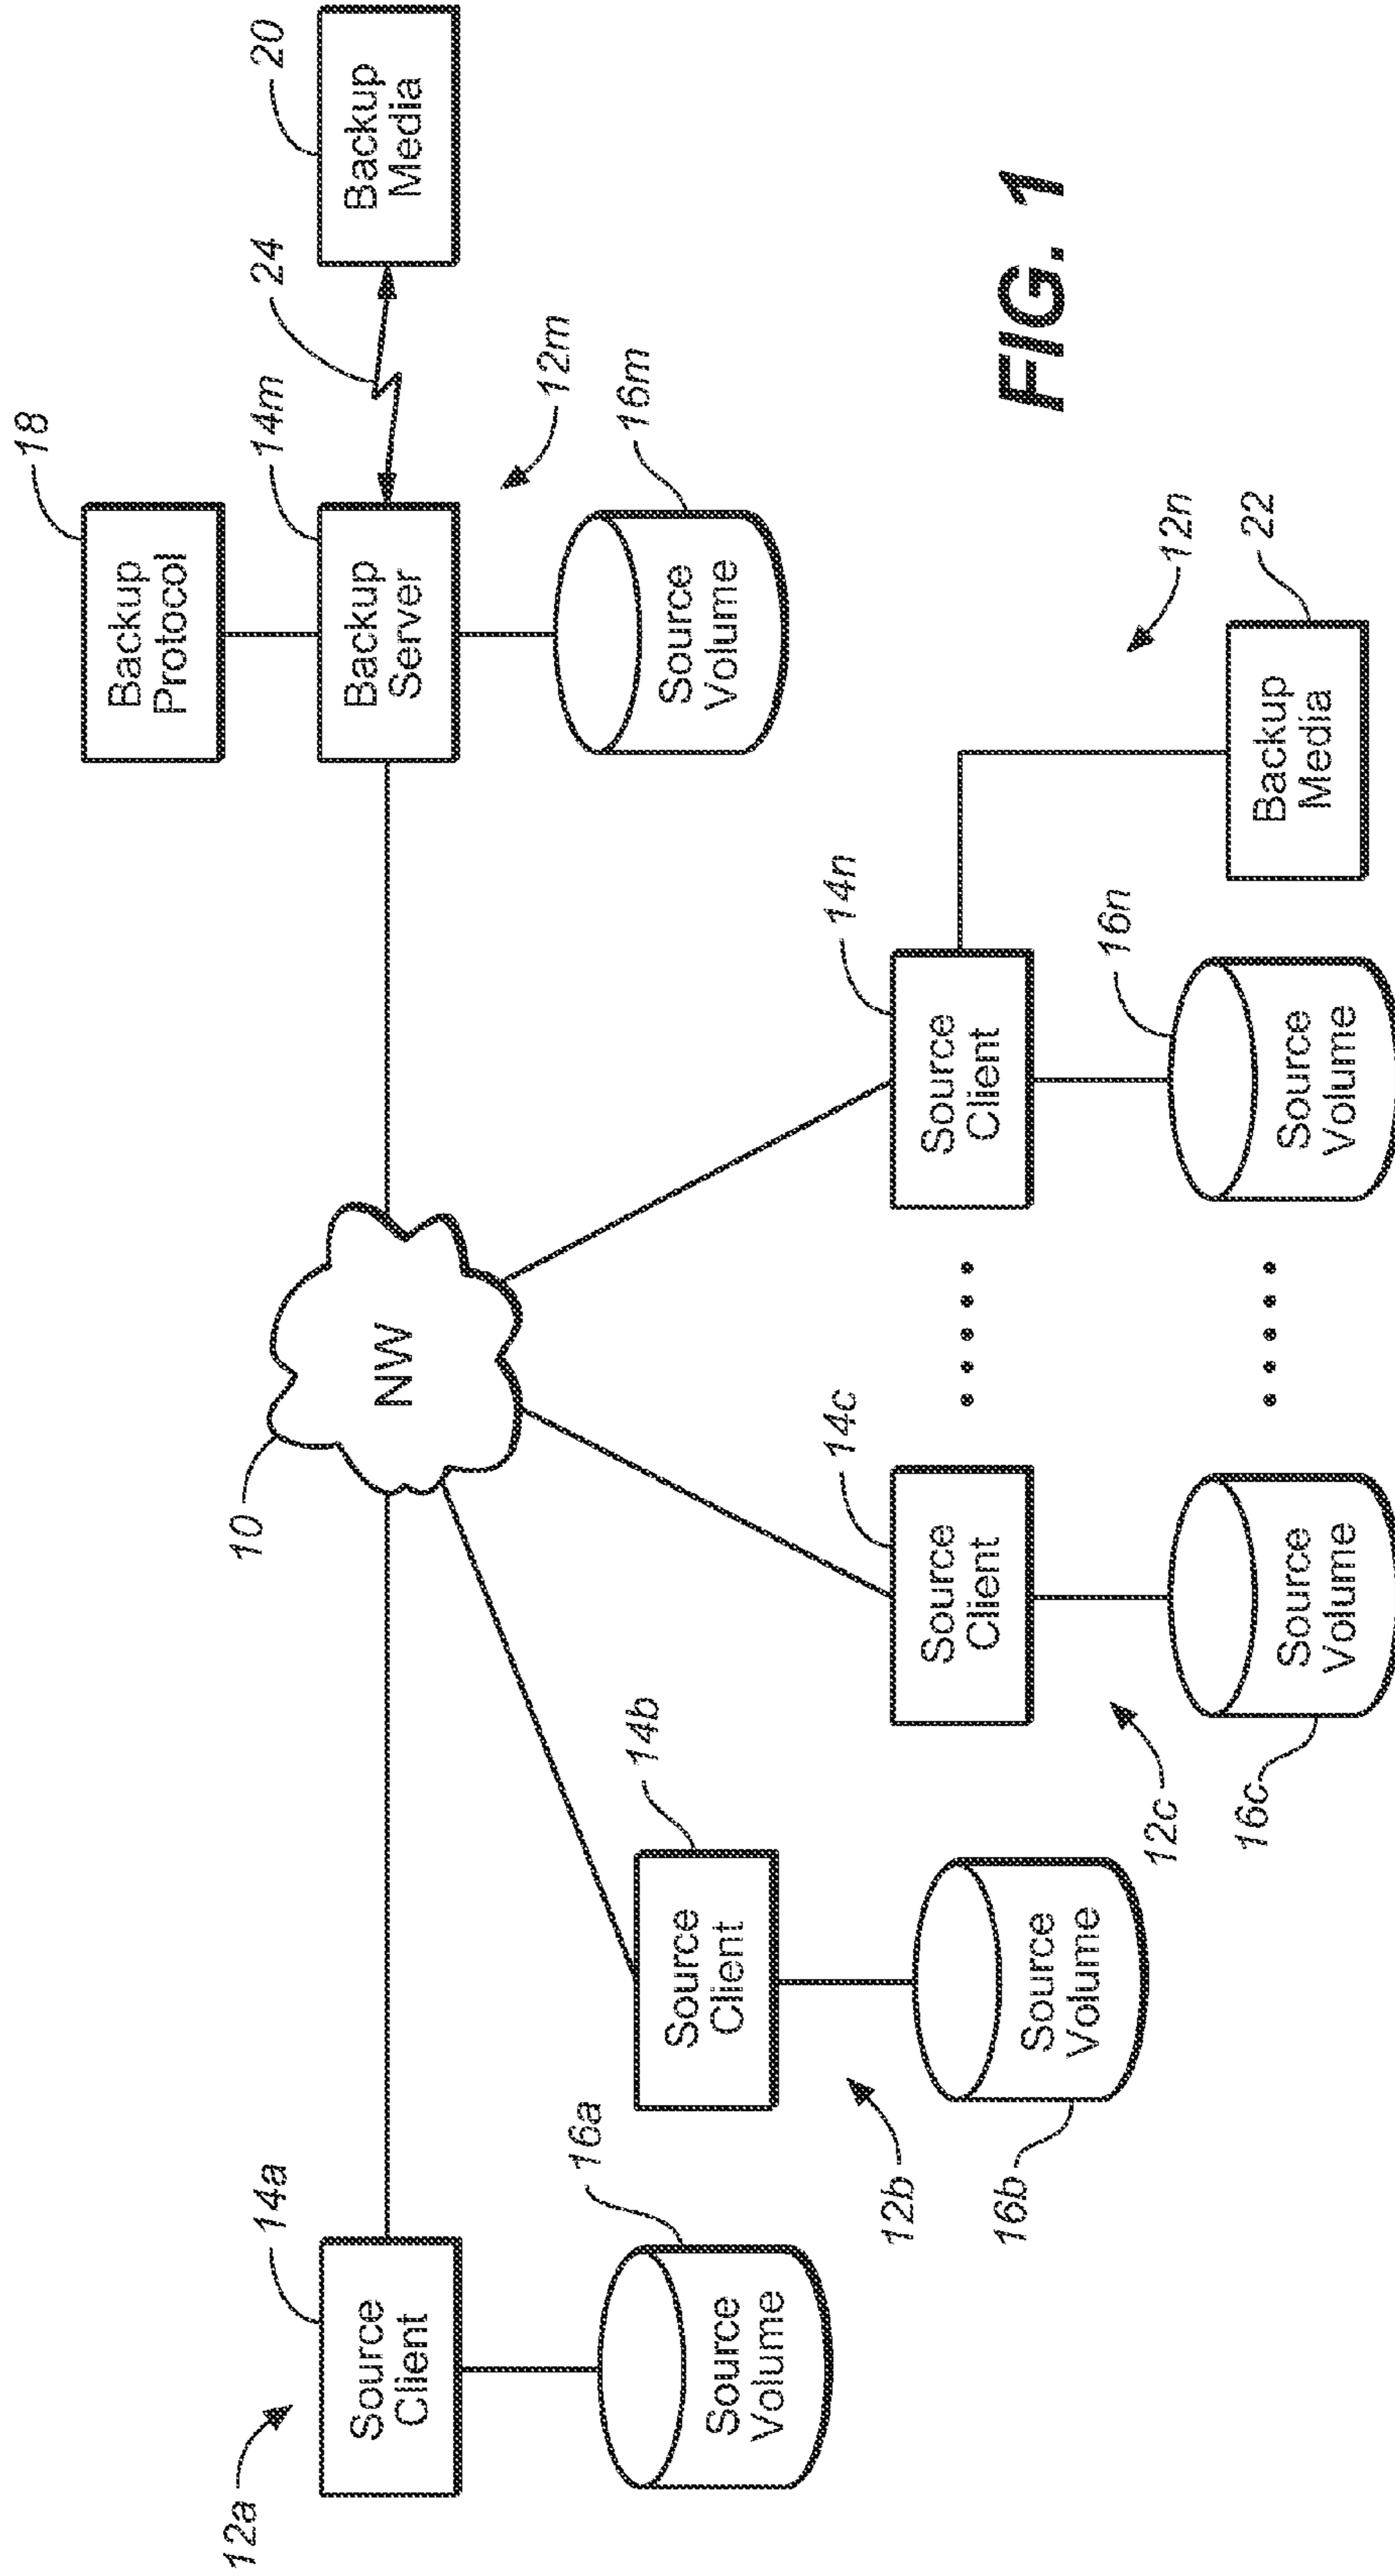 18
Backup
Protocol
10
14m
24
20
14a
12a
Source
Client
NW
Backup
Server
Backup
Media
12m
16a
Source
Volume
14b
Source
Client
16m
Source
Volume
12b
16b
Source
Volume
14c
Source
Client
14n
Source
Client
12n
22
Backup
Media
12c
16c
Source
Volume
16n
Source
Volume
FIG. 1